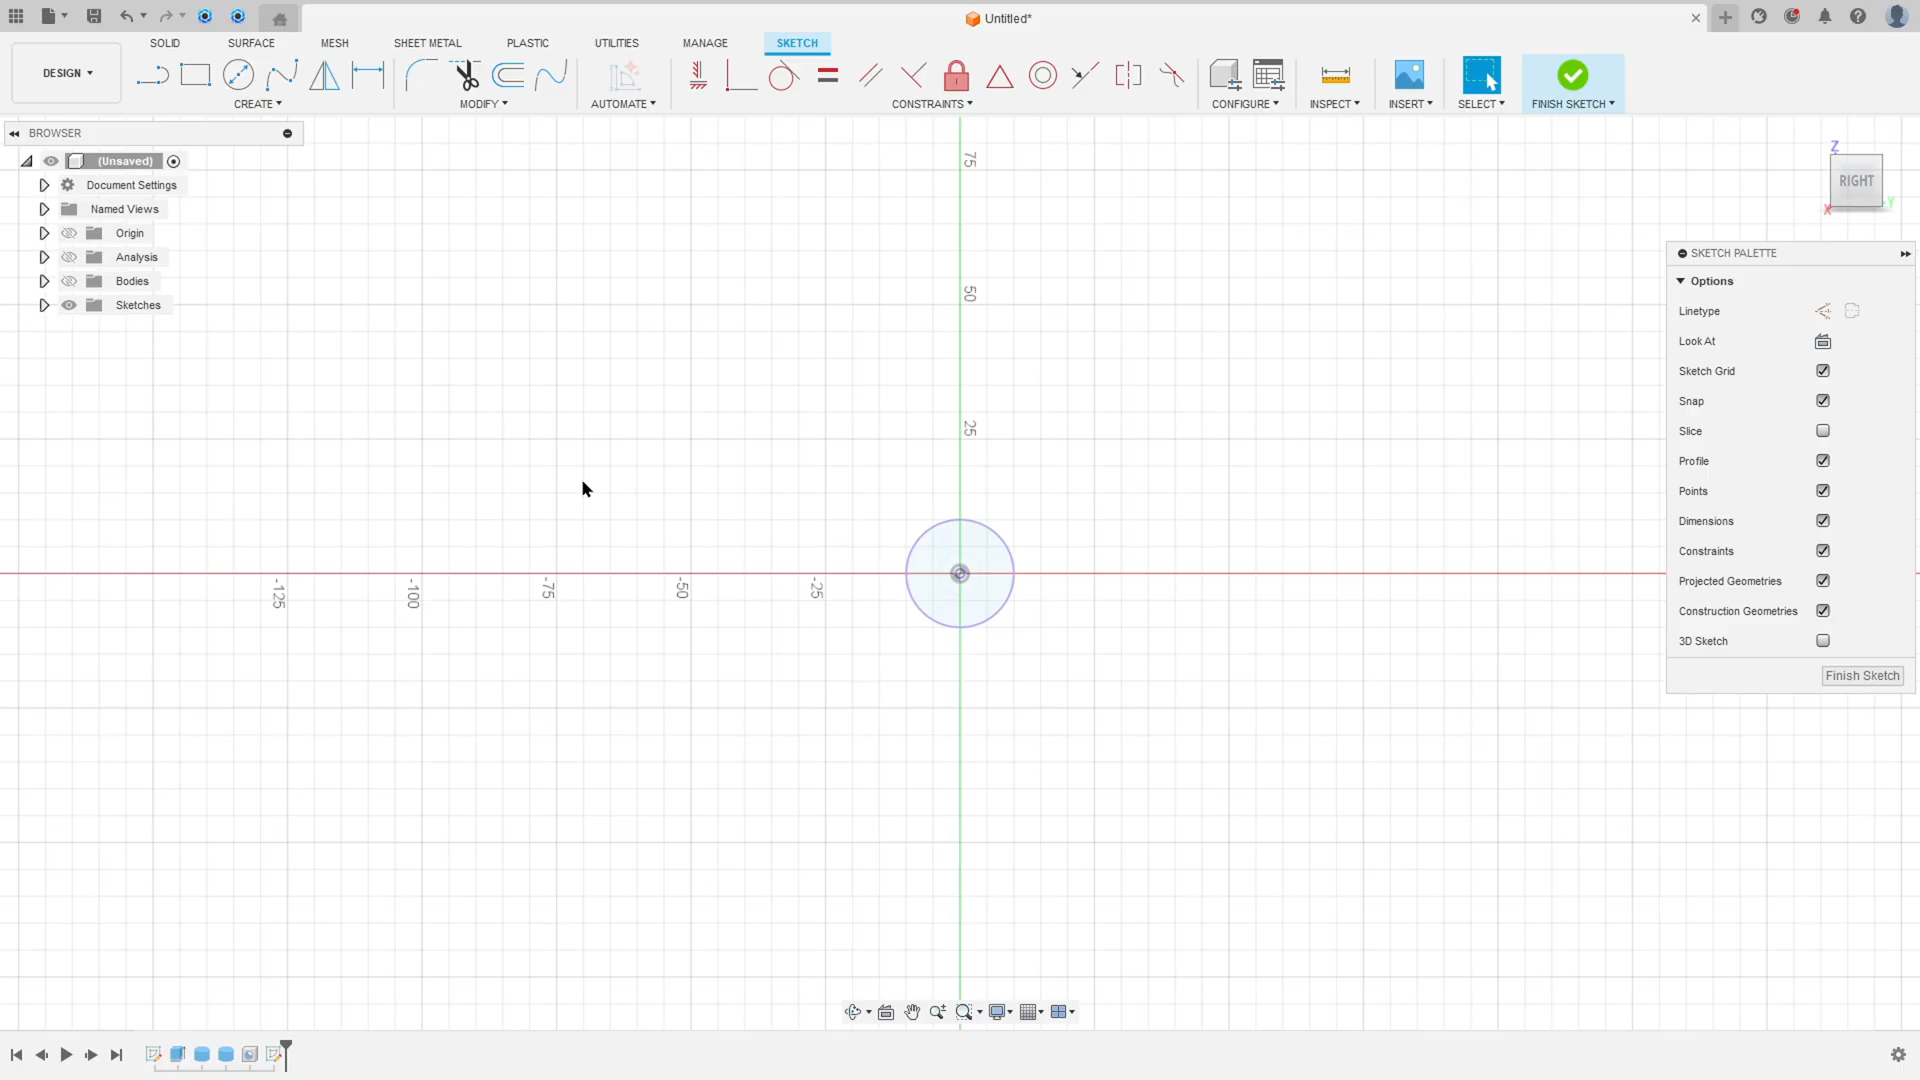 Untitled*
SOLID SURFACE MESH SHEET METAL PLASTIC UTILITIES MANAGE SKETCH
DESIGN
CREATE MODIFY AUTOMATE CONSTRAINTS CONFIGURE INSPECT INSERT SELECT FINISH SKETCH
BROWSER
(Unsaved)
Document Settings
Named Views
Origin
Analysis
Bodies
Sketches
75
50
25
-125
-100
-75
-50
-25
Z
RIGHT
X
Y
SKETCH PALETTE
Options
Linetype
Look At
Sketch Grid
Snap
Slice
Profile
Points
Dimensions
Constraints
Projected Geometries
Construction Geometries
3D Sketch
Finish Sketch